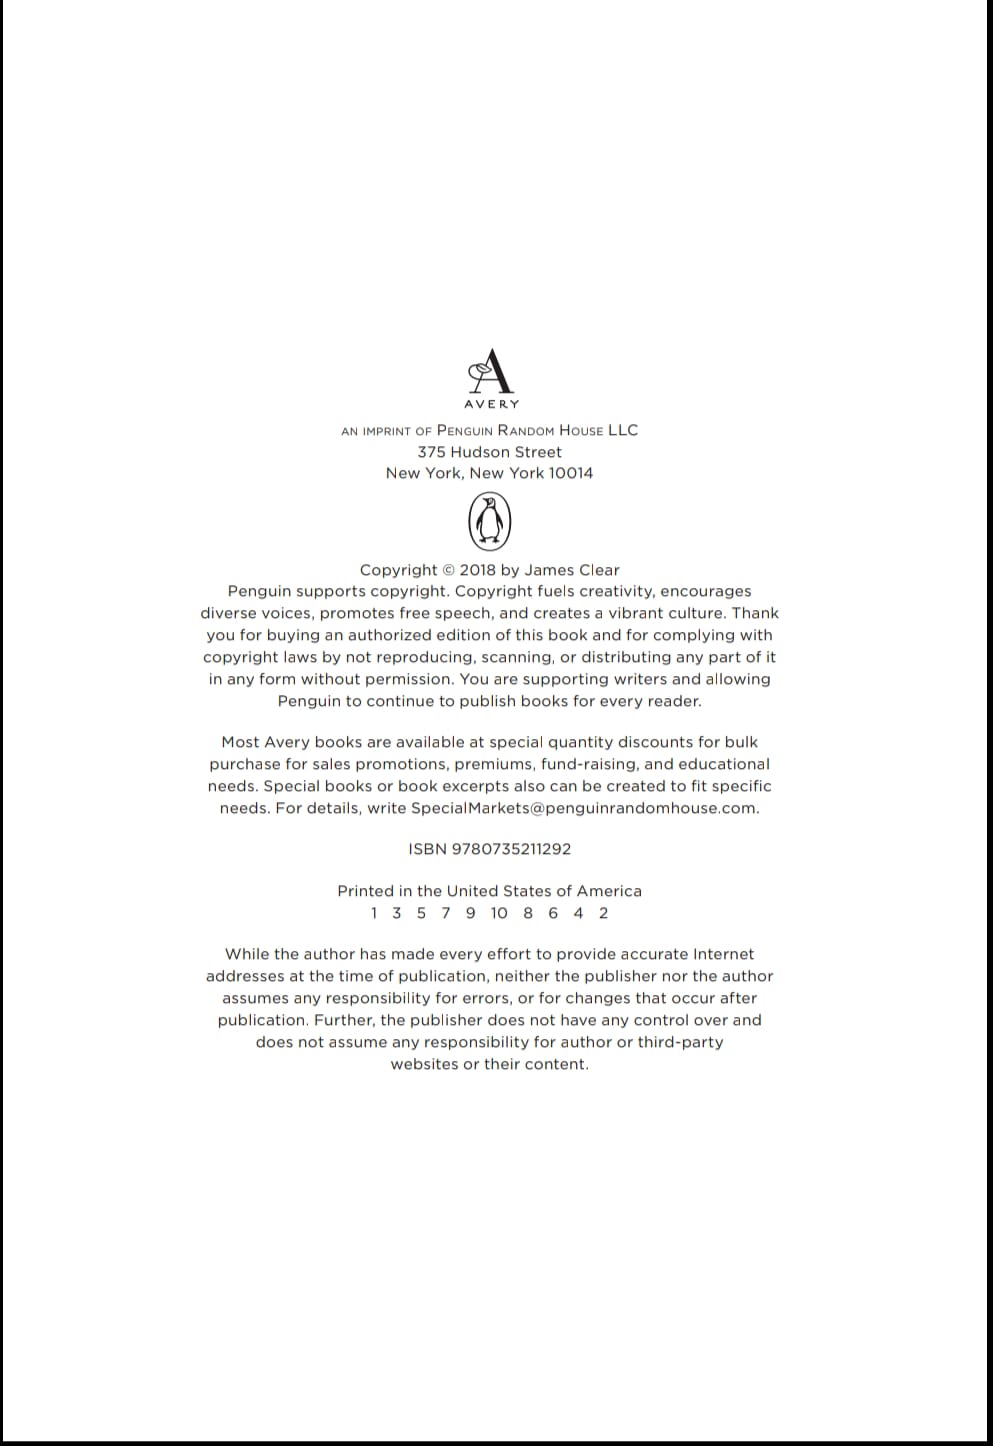 A
AVERY
AN IMPRINT OF PENGUIN RANDOM HOUSE LLC
375 Hudson Street
New York, New York 10014
Copyright © 2018 by James Clear
Penguin supports copyright. Copyright fuels creativity, encourages
diverse voices, promotes free speech, and creates a vibrant culture. Thank
you for buying an authorized edition of this book and for complying with
copyright laws by not reproducing, scanning, or distributing any part of it
in any form without permission. You are supporting writers and allowing
Penguin to continue to publish books for every reader.
Most Avery books are available at special quantity discounts for bulk
purchase for sales promotions, premiums, fund-raising, and educational
needs. Special books or book excerpts also can be created to fit specific
needs. For details, write SpecialMarkets@penguinrandomhouse.com.
ISBN 9780735211292
Printed in the United States of America
1 3 5 7 9 10 8 6 4 2
While the author has made every effort to provide accurate Internet
addresses at the time of publication, neither the publisher nor the author
assumes any responsibility for errors, or for changes that occur after
publication. Further, the publisher does not have any control over and
does not assume any responsibility for author or third-party
websites or their content.